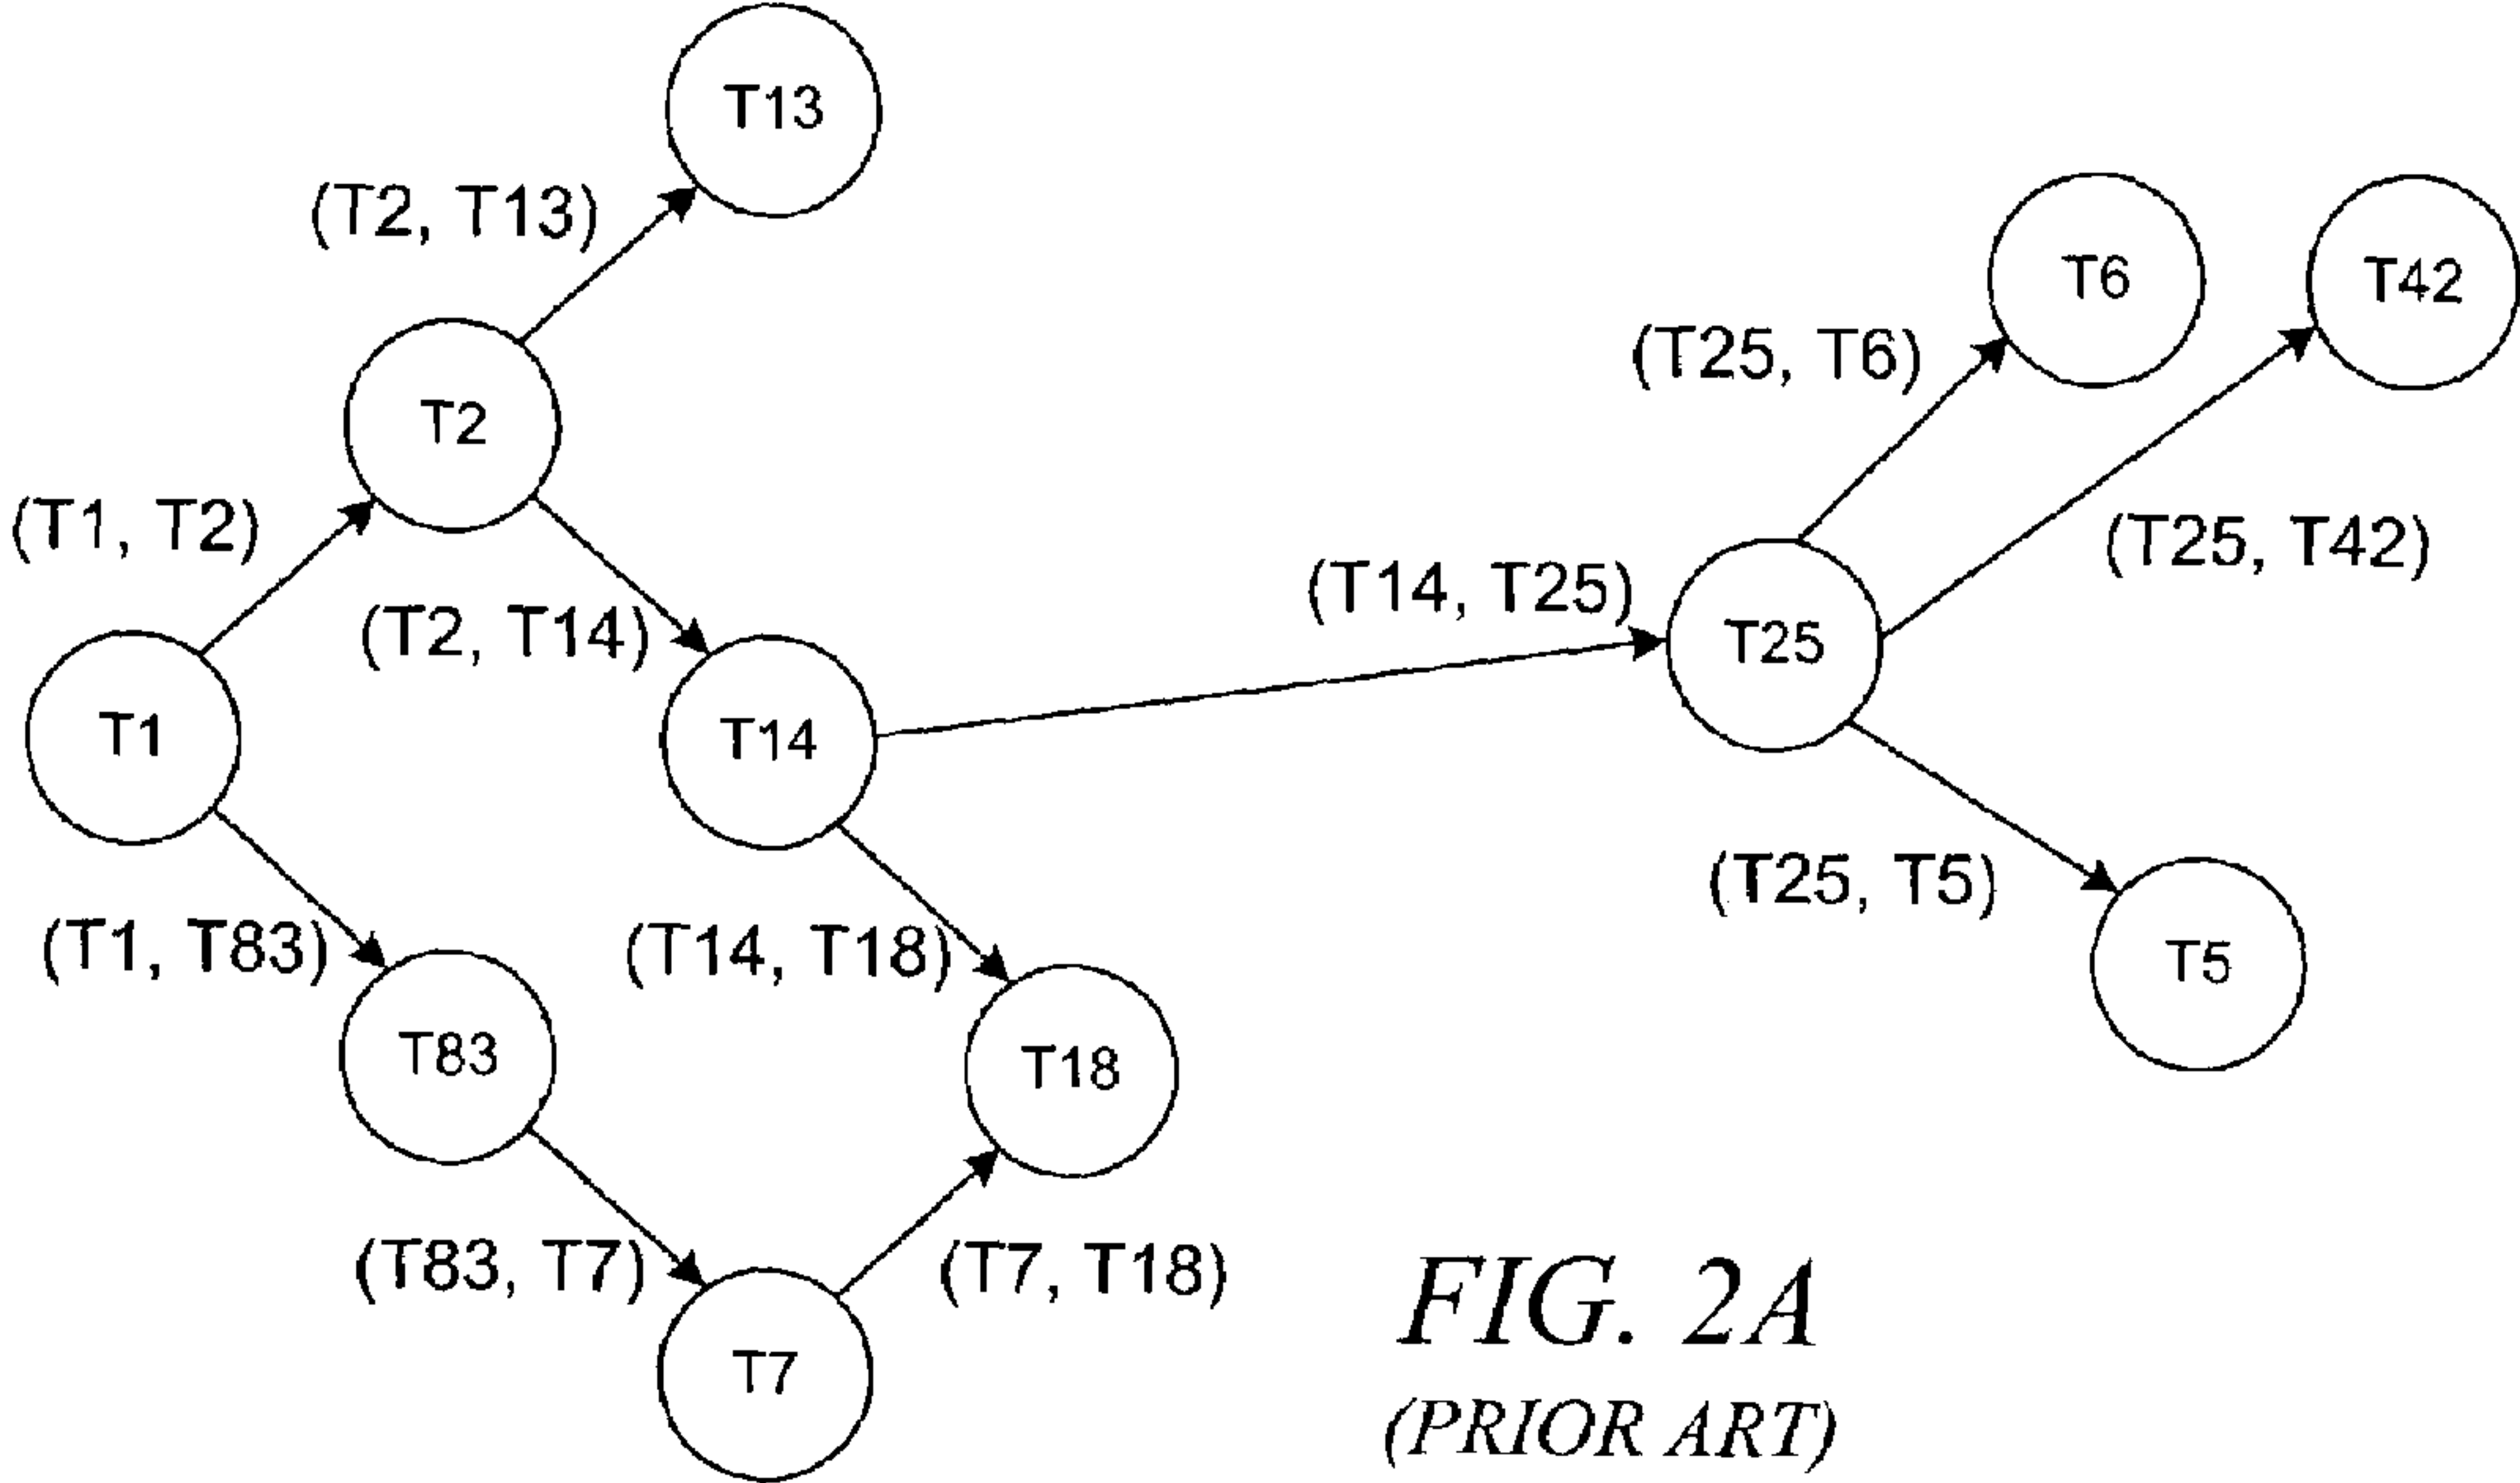 T13
(T2, T13)
T6
T42
(T25, T6)
T2
(T1, T2)
(T25, T42)
(T14, T25)
(T2, T14)
T25
T1
T14
(T25, T5)
(T1, T83)
(T14, T18)
T5
T83
T18
(T83, T7)
(T7, T18)
T7
FIG. 2A
(PRIOR ART)